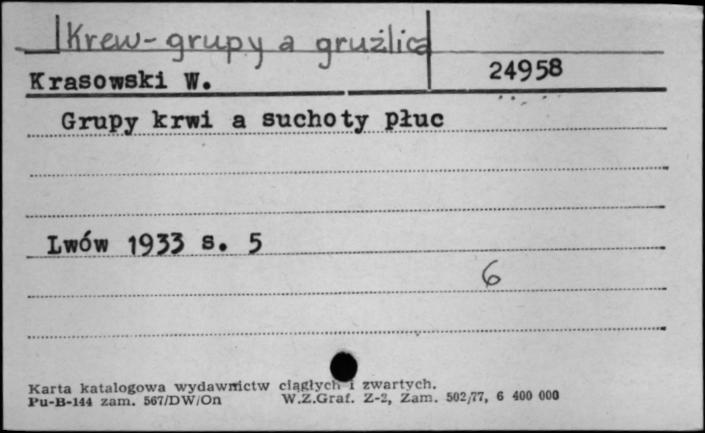 Krew-grupy a gruźlica
Krasowski W. 24958
Grupy krwi a suchoty płuc
Lwów 1933 s. 5
6
Karta katalogowa wydawnictw ciągłych i zwartych.
Pu-B-144 zam. 567/DW/On W.Z.Graf. Z-2, Zam. 502/77, 6 400 000